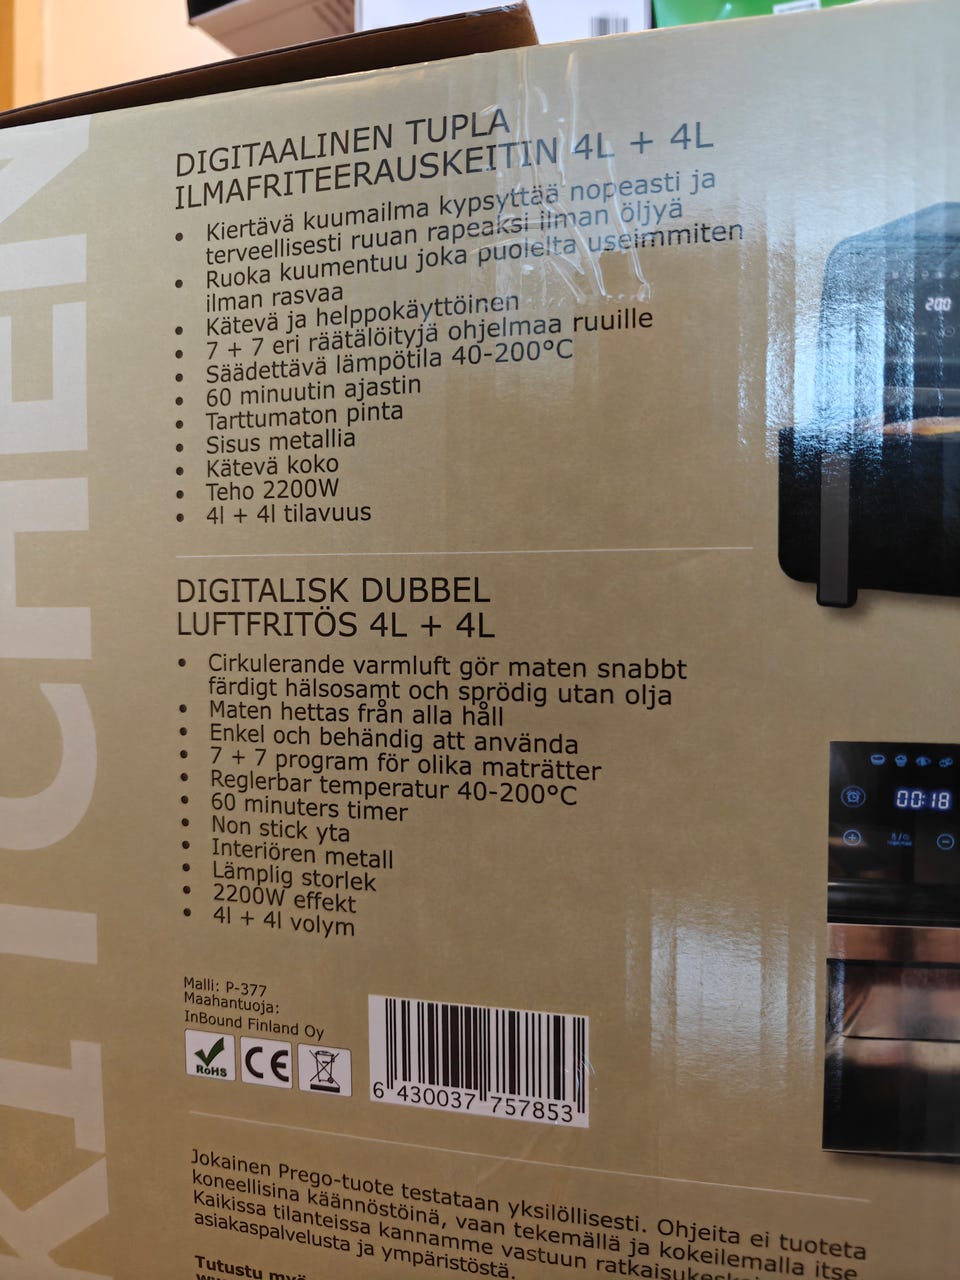 KITCHEN
DIGITAALINEN TUPLA
ILMAFRITEERAUSKEITIN 4L + 4L
• Kiertävä kuumailma kypsyttää nopeasti ja
terveellisesti ruuan rapeaksi ilman öljyä
• Ruoka kuumentuu joka puolelta useimmiten
ilman rasvaa
• Kätevä ja helppokäyttöinen
• 7 + 7 eri räätälöityjä ohjelmaa ruuille
• Säädettävä lämpötila 40-200°C
• 60 minuutin ajastin
• Tarttumaton pinta
• Sisus metallia
• Kätevä koko
• Teho 2200W
• 4l + 4l tilavuus
200
DIGITALISK DUBBEL
LUFTFRITÖS 4L + 4L
• Cirkulerande varmluft gör maten snabbt
färdigt hälsosamt och sprödig utan olja
• Maten hettas från alla håll
• Enkel och behändig att använda
• 7 + 7 program för olika maträtter
• Reglerbar temperatur 40-200°C
• 60 minuters timer
• Non stick yta
• Interiören metall
• Lämplig storlek
• 2200W effekt
• 4l + 4l volym
00:18
Malli: P-377
Maahantuoja:
InBound Finland Oy
RoHS
CE
6 430037 757853
Jokainen Prego-tuote testataan yksilöllisesti. Ohjeita ei tuoteta
koneellisina käännöstöinä, vaan tekemällä ja kokeilemalla itse
Kaikissa tilanteissa kannamme vastuun
asiakaspalvelusta ja ympäristöstä.
Tutustu